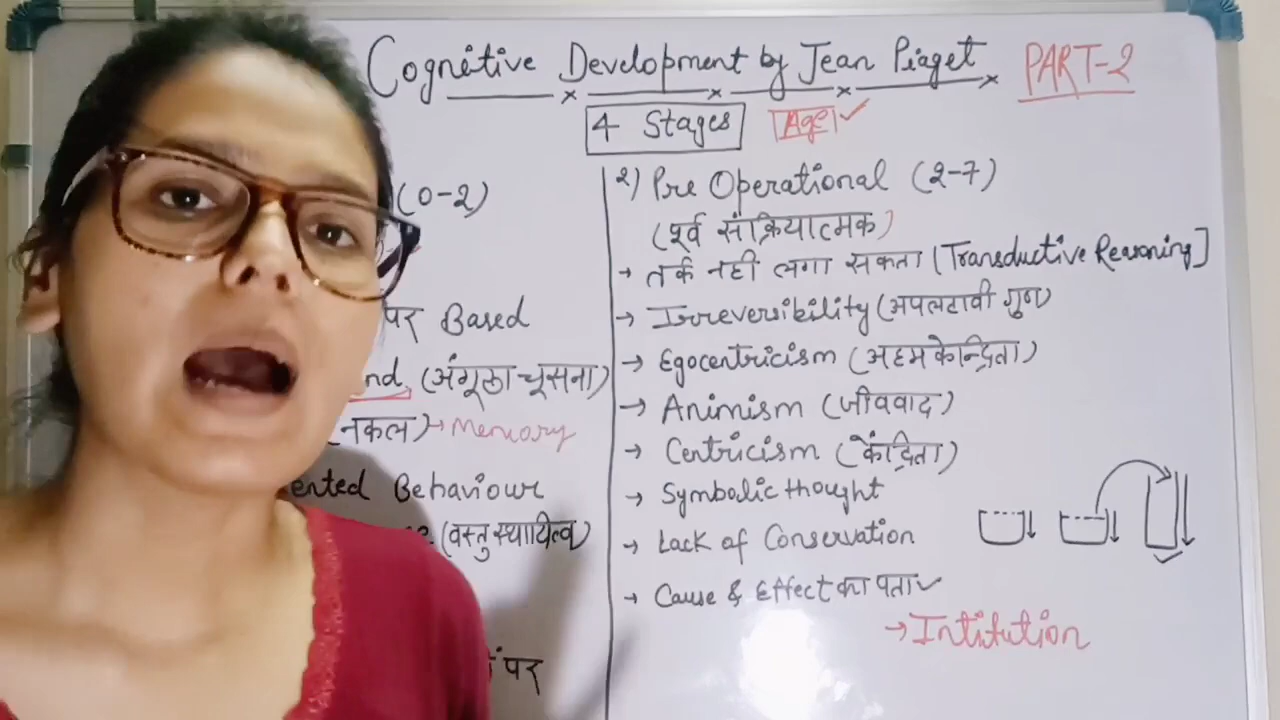 Cognitive Development by Jean Piaget PART-2
4 Stages Age
(0-2)
पर Based
(अंगूठा चूसना)
(नकल) → Memory
ented Behaviour
(वस्तु स्थायित्व)
पर
2) Pre Operational (2-7)
(पूर्व संक्रियात्मक)
→ तर्क नही लगा सकता [Transductive Reasoning]
→ Irreversibility (अपलटावी गुण)
→ Egocentricism (अहम केन्द्रिता)
→ Animism (जीववाद)
→ Centricism (केंद्रिता)
→ Symbolic thought
→ Lack of Conservation
→ Cause & Effect का पता
→ Intitution